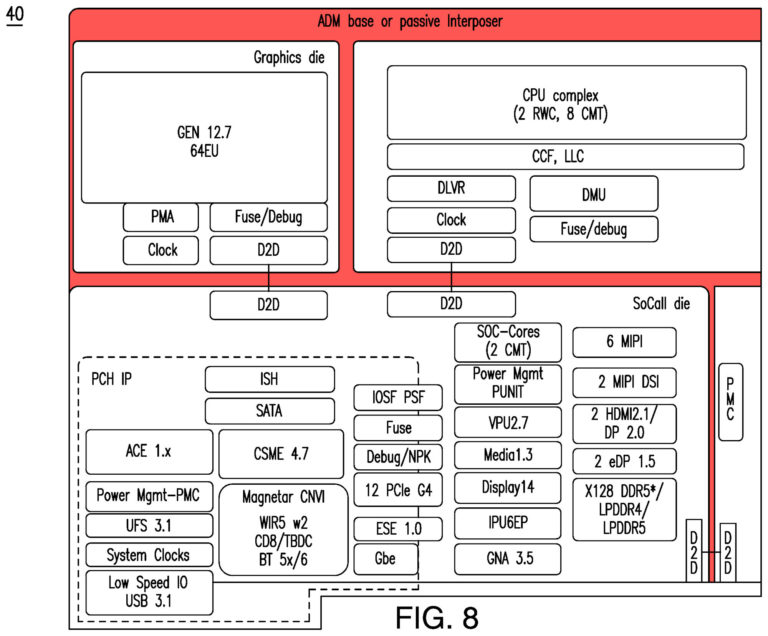 40
ADM base or passive Interposer
Graphics die
GEN 12.7
64EU
PMA
Fuse/Debug
Clock
D2D
CPU complex
(2 RWC, 8 CMT)
CCF, LLC
DLVR
DMU
Clock
Fuse/debug
D2D
D2D
D2D
SoCall die
PCH IP
ISH
SATA
ACE 1.x
CSME 4.7
Power Mgmt-PMC
UFS 3.1
System Clocks
Low Speed IO
USB 3.1
Magnetar CNVI
WIR5 w2
CD8/TBDC
BT 5x/6
IOSF PSF
Fuse
Debug/NPK
12 PCIe G4
ESE 1.0
Gbe
SOC-Cores
(2 CMT)
Power Mgmt
PUNIT
VPU2.7
Media1.3
Display14
IPU6EP
GNA 3.5
6 MIPI
2 MIPI DSI
2 HDMI2.1/
DP 2.0
2 eDP 1.5
X128 DDR5*/
LPDDR4/
LPDDR5
PMC
D2D
D2D
FIG. 8